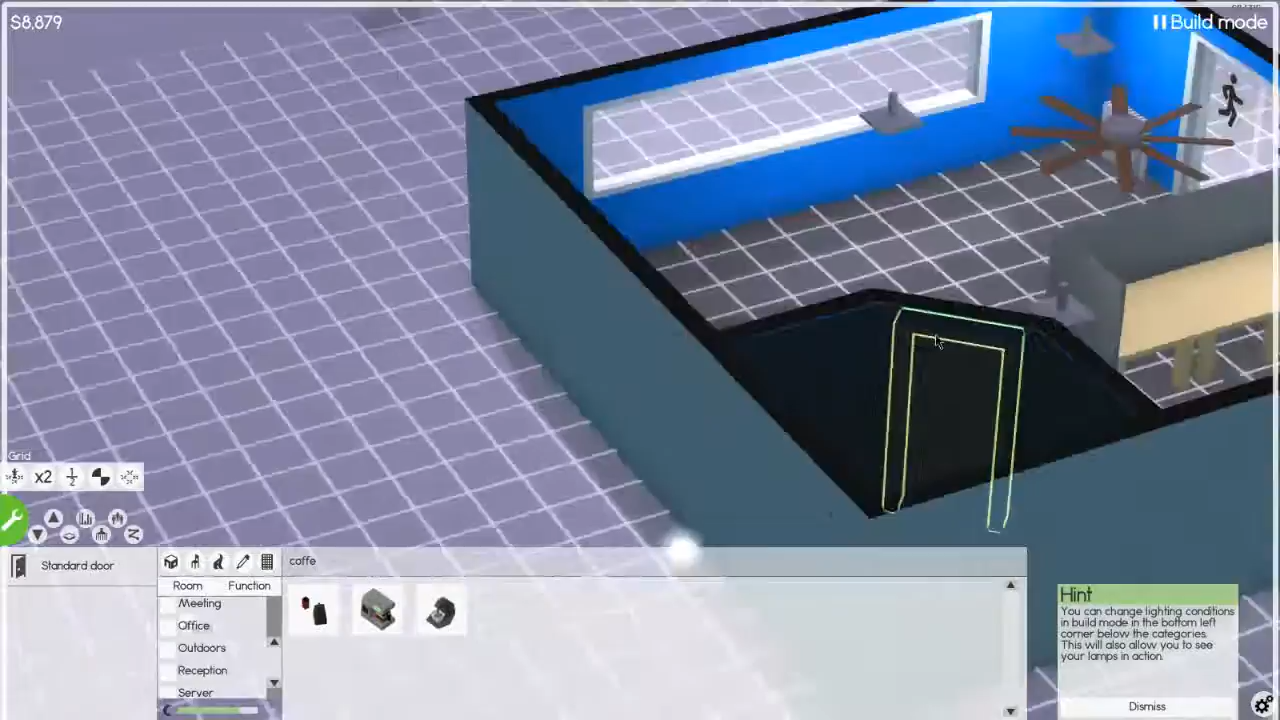 $8,879
Build mode
Grid
x2
Standard door
coffe
Room
Function
Meeting
Office
Outdoors
Reception
Server
Hint
You can change lighting conditions
in build mode in the bottom left
corner below the categories.
This will also allow you to see
your lamps in action.
Dismiss